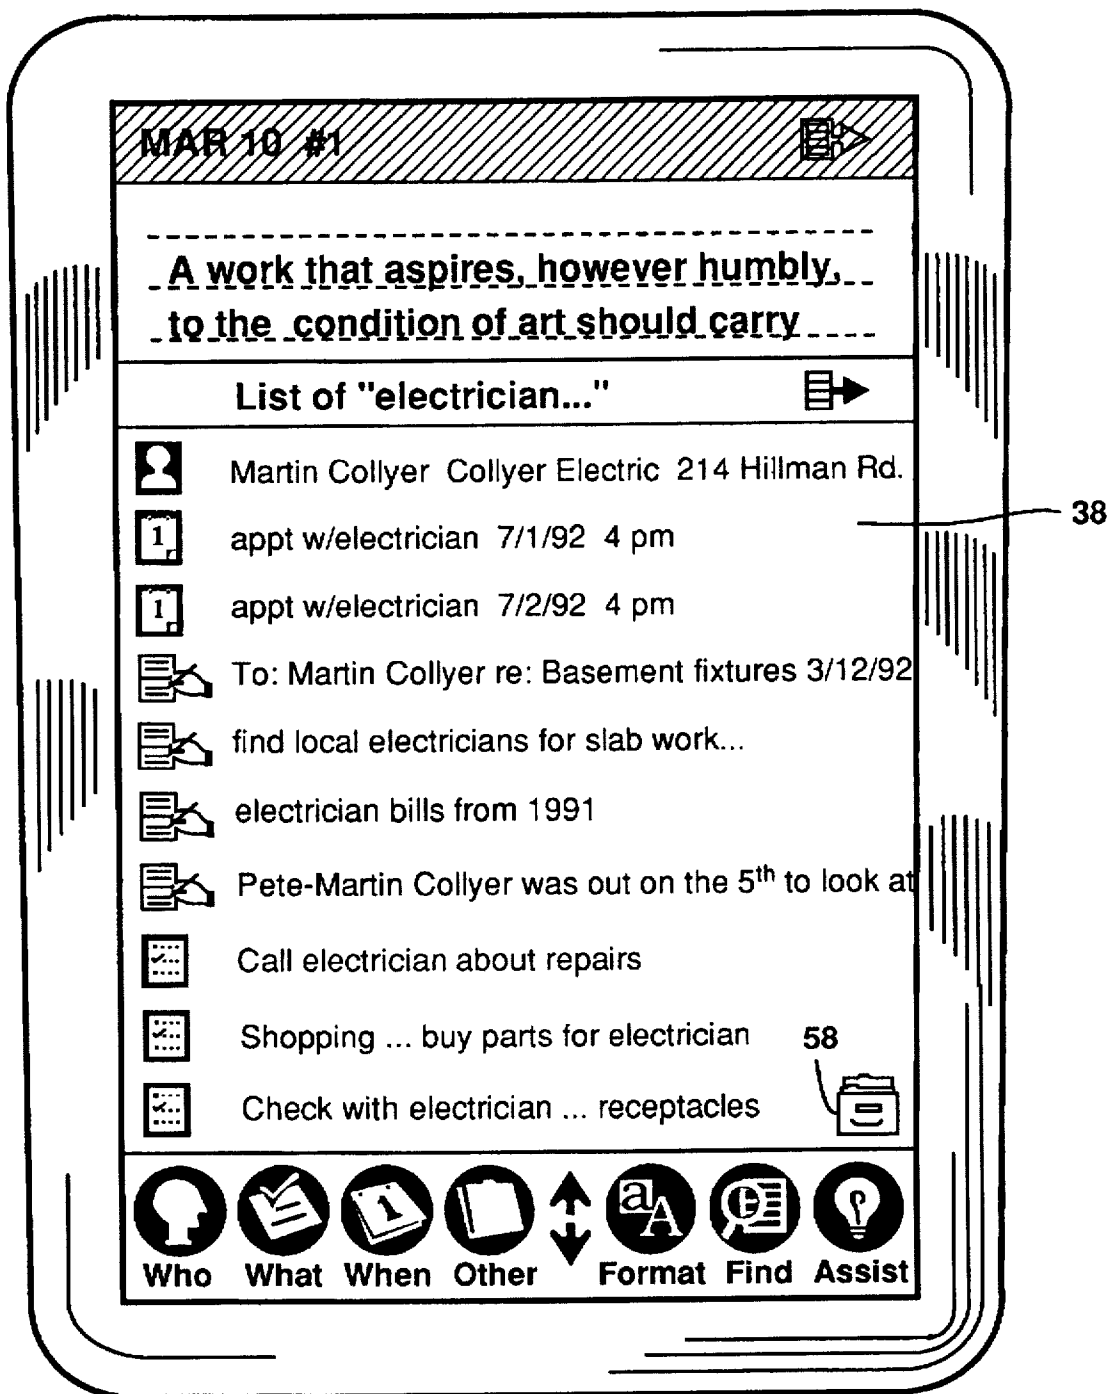 MAR 10 #1
A work that aspires, however humbly,
to the condition of art should carry
List of "electrician..."
Martin Collyer Collyer Electric 214 Hillman Rd.
38
1 appt w/electrician 7/1/92 4 pm
1 appt w/electrician 7/2/92 4 pm
To: Martin Collyer re: Basement fixtures 3/12/92
find local electricians for slab work...
electrician bills from 1991
Pete-Martin Collyer was out on the 5th to look at
Call electrician about repairs
Shopping ... buy parts for electrician
58
Check with electrician ... receptacles
1 aA
Who What When Other Format Find Assist